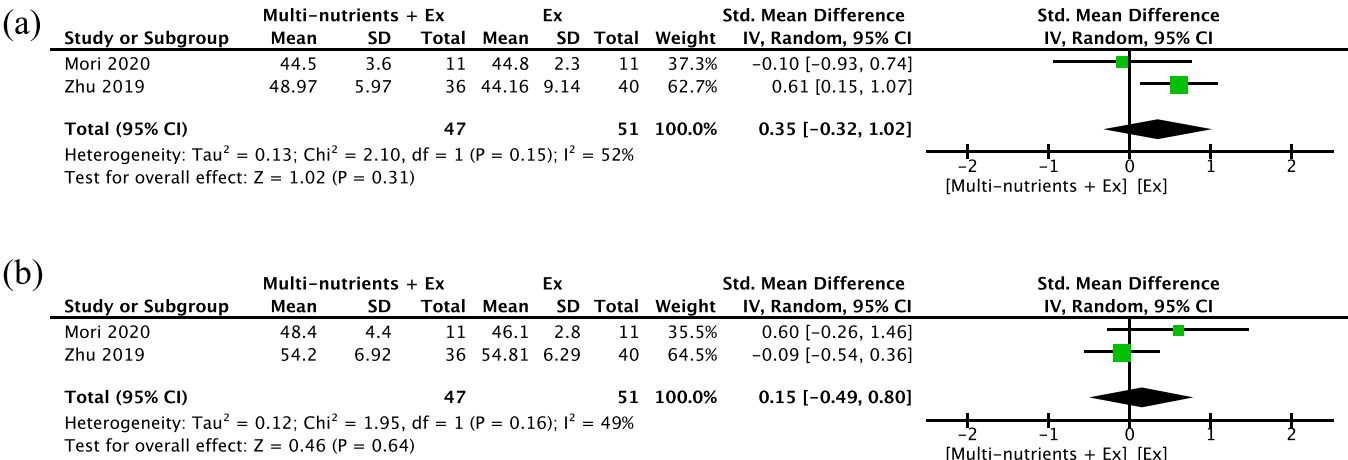 (a)
Multi-nutrients + Ex Ex Std. Mean Difference Std. Mean Difference
Study or Subgroup Mean SD Total Mean SD Total Weight IV, Random, 95% CI IV, Random, 95% CI
Mori 2020 44.5 3.6 11 44.8 2.3 11 37.3% −0.10 [−0.93, 0.74]
Zhu 2019 48.97 5.97 36 44.16 9.14 40 62.7% 0.61 [0.15, 1.07]
Total (95% CI) 47 51 100.0% 0.35 [−0.32, 1.02]
Heterogeneity: Tau² = 0.13; Chi² = 2.10, df = 1 (P = 0.15); I² = 52%
Test for overall effect: Z = 1.02 (P = 0.31)
−2 −1 0 1 2
[Multi−nutrients + Ex] [Ex]
(b)
Multi-nutrients + Ex Ex Std. Mean Difference Std. Mean Difference
Study or Subgroup Mean SD Total Mean SD Total Weight IV, Random, 95% CI IV, Random, 95% CI
Mori 2020 48.4 4.4 11 46.1 2.8 11 35.5% 0.60 [−0.26, 1.46]
Zhu 2019 54.2 6.92 36 54.81 6.29 40 64.5% −0.09 [−0.54, 0.36]
Total (95% CI) 47 51 100.0% 0.15 [−0.49, 0.80]
Heterogeneity: Tau² = 0.12; Chi² = 1.95, df = 1 (P = 0.16); I² = 49%
Test for overall effect: Z = 0.46 (P = 0.64)
−2 −1 0 1 2
[Multi−nutrients + Ex] [Ex]